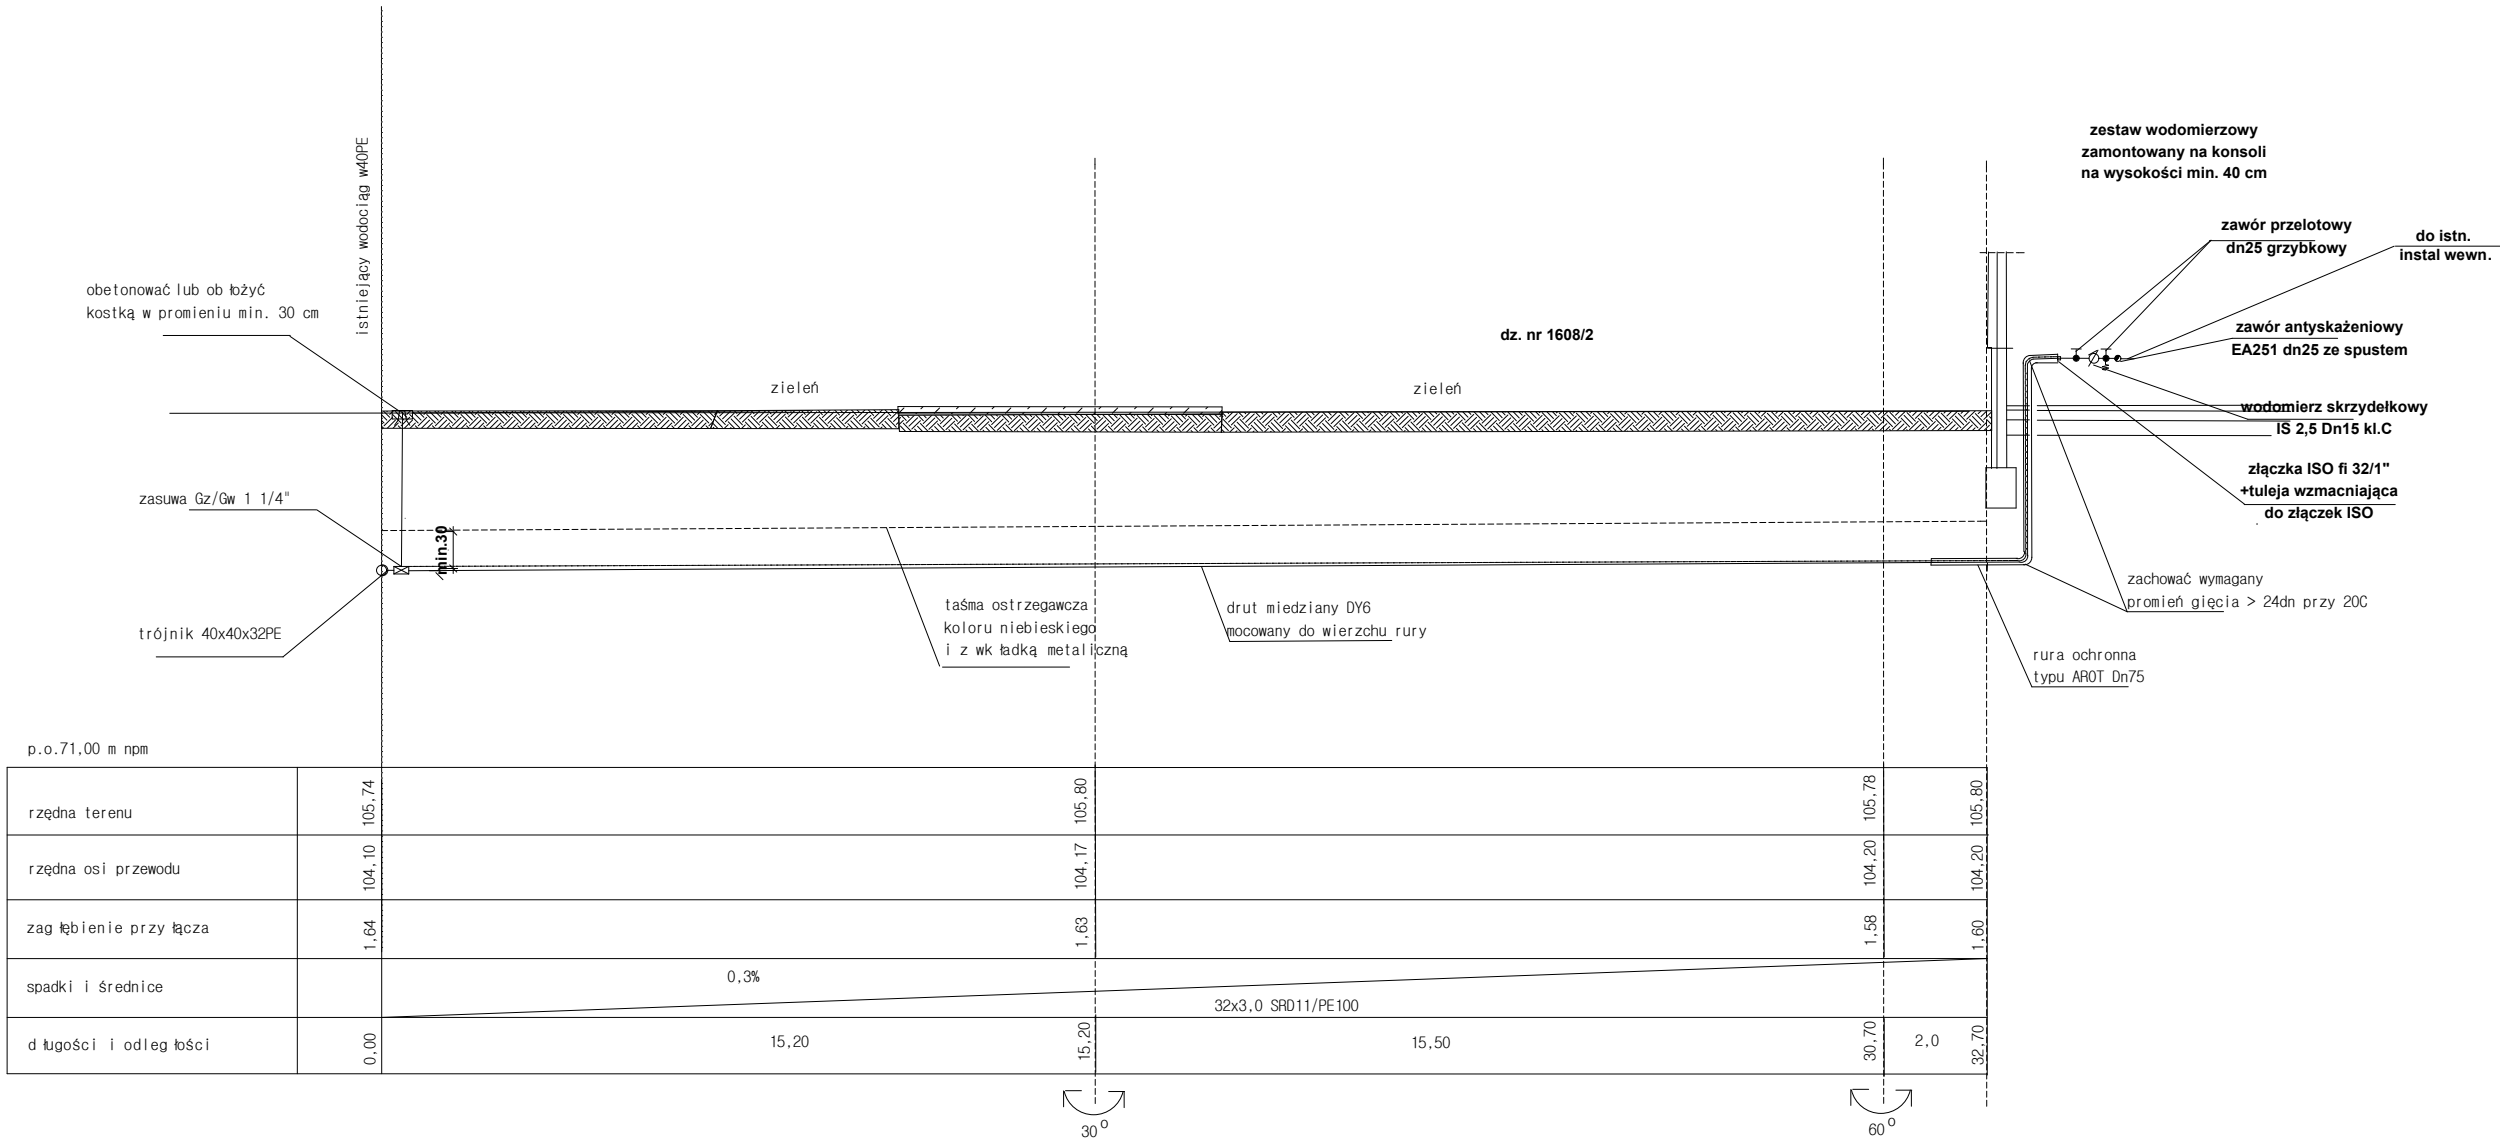 zestaw wodomierzowy
zamontowany na konsoli
na wysokości min. 40 cm
istniejący wodociąg w40PE
zawór przelotowy
dn25 grzybkowy
do istn.
instal wewn.
obetonować lub obłożyć
kostką w promieniu min. 30 cm
dz. nr 1608/2
zawór antyskażeniowy
EA251 dn25 ze spustem
zieleń
zieleń
wodomierz skrzydełkowy
IS 2,5 Dn15 kl.C
złączka ISO fi 32/1"
+tuleja wzmacniająca
do złączek ISO
zasuwa Gz/Gw 1 1/4"
min.30
trójnik 40x40x32PE
taśma ostrzegawcza
koloru niebieskiego
i z wkładką metaliczną
drut miedziany DY6
mocowany do wierzchu rury
zachować wymagany
promień gięcia > 24dn przy 20C
rura ochronna
typu AROT Dn75
p.o.71,00 m npm
rzędna terenu
105,74
105,80
105,78
105,80
rzędna osi przewodu
104,10
104,17
104,20
104,20
zagłębienie przyłącza
1,64
1,63
1,58
1,60
spadki i średnice
0,3%
32x3,0 SRD11/PE100
długości i odległości
0,00
15,20
15,20
15,50
30,70
2,0
32,70
30°
60°